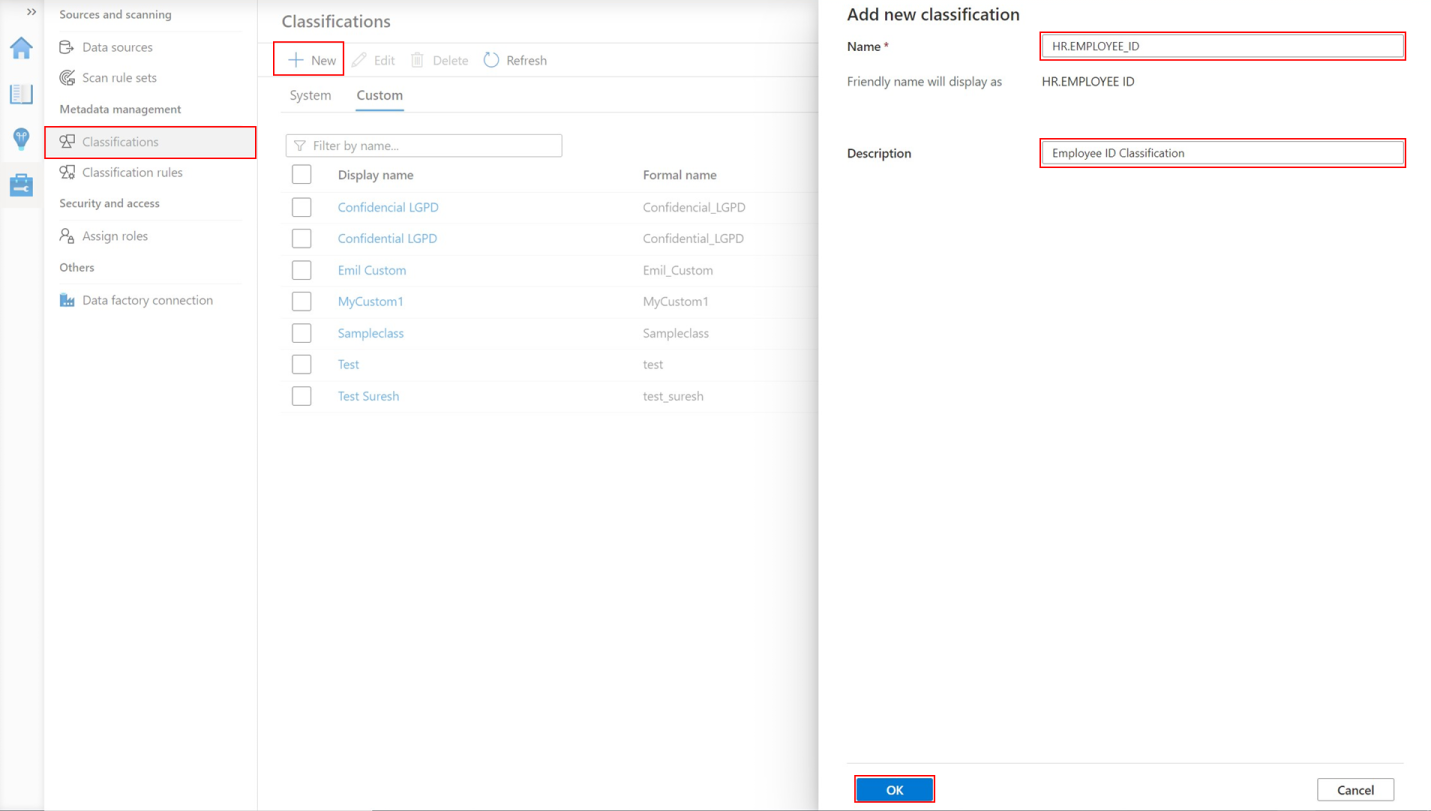 Sources and scanning
Data sources
Scan rule sets
Metadata management
Classifications
Classification rules
Security and access
Assign roles
Others
Data factory connection
Classifications
New Edit Delete Refresh
System Custom
Filter by name...
Display name Formal name
Confidencial LGPD Confidencial_LGPD
Confidential LGPD Confidential_LGPD
Emil Custom Emil_Custom
MyCustom1 MyCustom1
Sampleclass Sampleclass
Test test
Test Suresh test_suresh
Add new classification
Name * HR.EMPLOYEE_ID
Friendly name will display as HR.EMPLOYEE ID
Description Employee ID Classification
OK Cancel